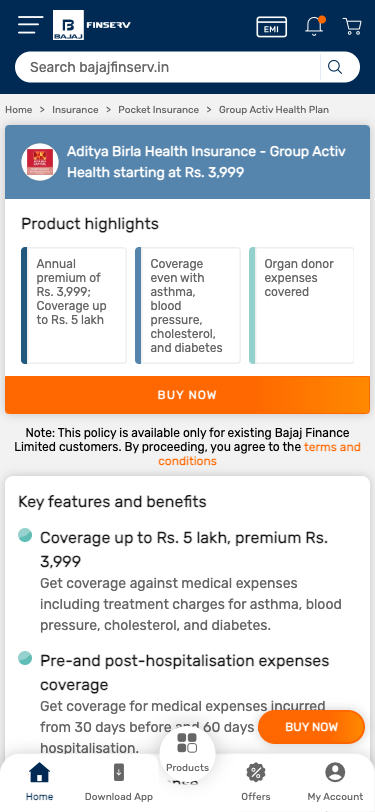 BAJAJ
FINSERV
EMI
Search bajajfinserv.in
Home > Insurance > Pocket Insurance > Group Activ Health Plan
Aditya Birla Health Insurance - Group Activ
Health starting at Rs. 3,999
Product highlights
Annual
premium of
Rs. 3,999;
Coverage up
to Rs. 5 lakh
Coverage
even with
asthma,
blood
pressure,
cholesterol,
and diabetes
Organ donor
expenses
covered
BUY NOW
Note: This policy is available only for existing Bajaj Finance
Limited customers. By proceeding, you agree to the terms and
conditions
Key features and benefits
Coverage up to Rs. 5 lakh, premium Rs.
3,999
Get coverage against medical expenses
including treatment charges for asthma, blood
pressure, cholesterol, and diabetes.
Pre-and post-hospitalisation expenses
coverage
Get coverage for medical expenses incurred
from 30 days before and 60 days
hospitalisation.
BUY NOW
Home
Download App
Products
Offers
My Account